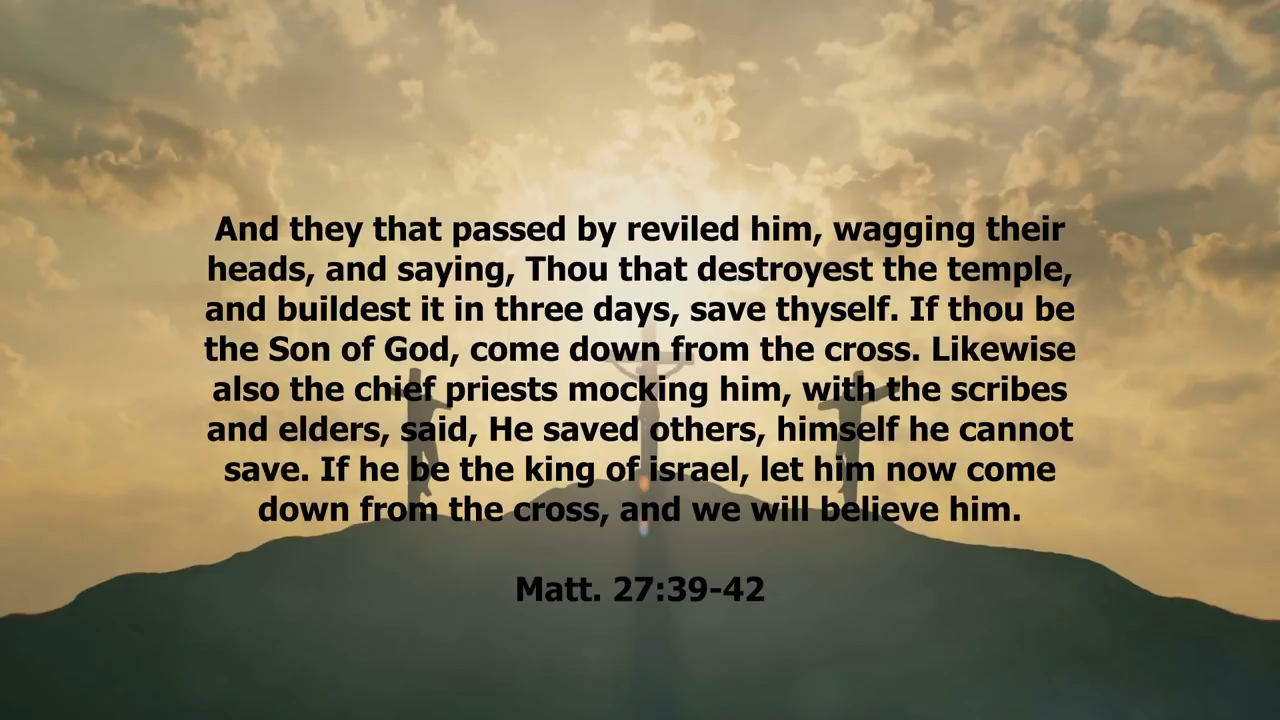 And they that passed by reviled him, wagging their
heads, and saying, Thou that destroyest the temple,
and buildest it in three days, save thyself. If thou be
the Son of God, come down from the cross. Likewise
also the chief priests mocking him, with the scribes
and elders, said, He saved others, himself he cannot
save. If he be the king of israel, let him now come
down from the cross, and we will believe him.
Matt. 27:39-42